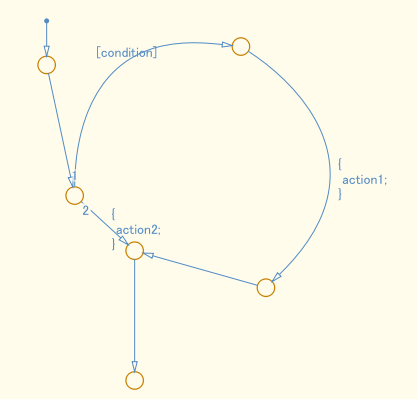 [condition]
{
action1;
}
1
2
{
action2;
}